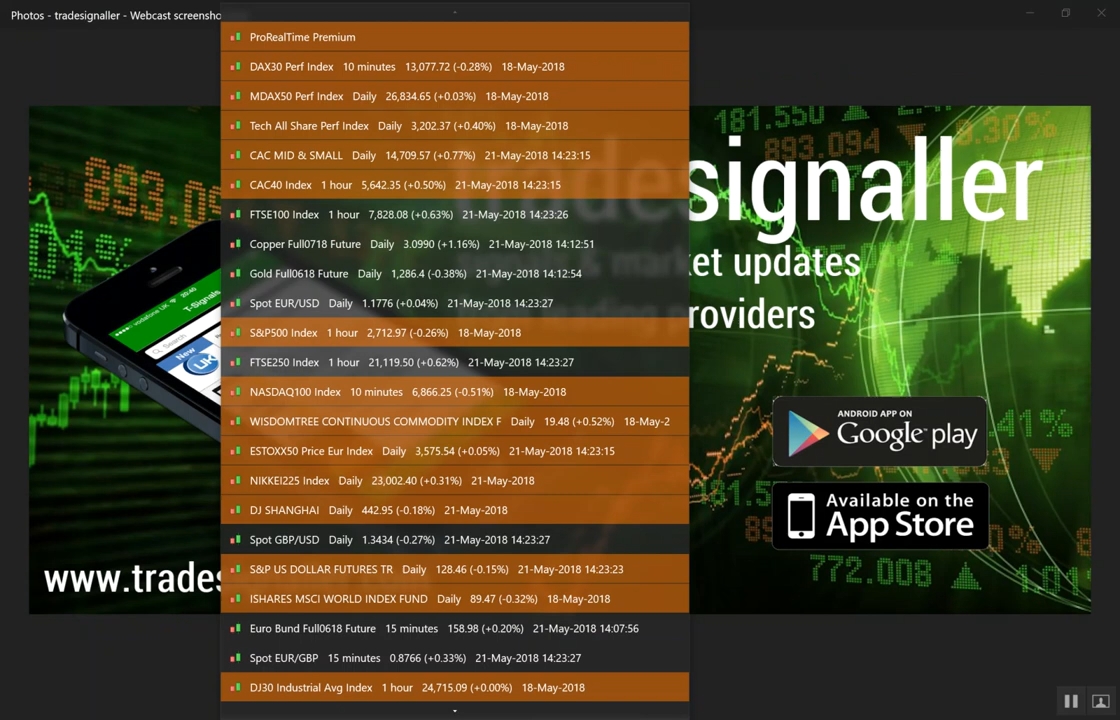 Photos - tradesignaller - Webcast screensho
ProRealTime Premium
DAX30 Perf Index 10 minutes 13,077.72 (-0.28%) 18-May-2018
MDAX50 Perf Index Daily 26,834.65 (+0.03%) 18-May-2018
Tech All Share Perf Index Daily 3,202.37 (+0.40%) 18-May-2018
CAC MID & SMALL Daily 14,709.57 (+0.77%) 21-May-2018 14:23:15
CAC40 Index 1 hour 5,642.35 (+0.50%) 21-May-2018 14:23:15
FTSE100 Index 1 hour 7,828.08 (+0.63%) 21-May-2018 14:23:26
Copper Full0718 Future Daily 3.0990 (+1.16%) 21-May-2018 14:12:51
Gold Full0618 Future Daily 1,286.4 (-0.38%) 21-May-2018 14:12:54
Spot EUR/USD Daily 1.1776 (+0.04%) 21-May-2018 14:23:27
S&P500 Index 1 hour 2,712.97 (-0.26%) 18-May-2018
FTSE250 Index 1 hour 21,119.50 (+0.62%) 21-May-2018 14:23:27
NASDAQ100 Index 10 minutes 6,866.25 (-0.51%) 18-May-2018
WISDOMTREE CONTINUOUS COMMODITY INDEX F Daily 19.48 (+0.52%) 18-May-2
ESTOXX50 Price Eur Index Daily 3,575.54 (+0.05%) 21-May-2018 14:23:15
NIKKEI225 Index Daily 23,002.40 (+0.31%) 21-May-2018
DJ SHANGHAI Daily 442.95 (-0.18%) 21-May-2018
Spot GBP/USD Daily 1.3434 (-0.27%) 21-May-2018 14:23:27
S&P US DOLLAR FUTURES TR Daily 128.46 (-0.15%) 21-May-2018 14:23:23
ISHARES MSCI WORLD INDEX FUND Daily 89.47 (-0.32%) 18-May-2018
Euro Bund Full0618 Future 15 minutes 158.98 (+0.20%) 21-May-2018 14:07:56
Spot EUR/GBP 15 minutes 0.8766 (+0.33%) 21-May-2018 14:23:27
DJ30 Industrial Avg Index 1 hour 24,715.09 (+0.00%) 18-May-2018
893.0
T-Signals
Search
New
UK
www.trades
181.550
893.094
signaller
et updates
roviders
ANDROID APP ON
Google play
.41%
Available on the
App Store
772.008
1.01